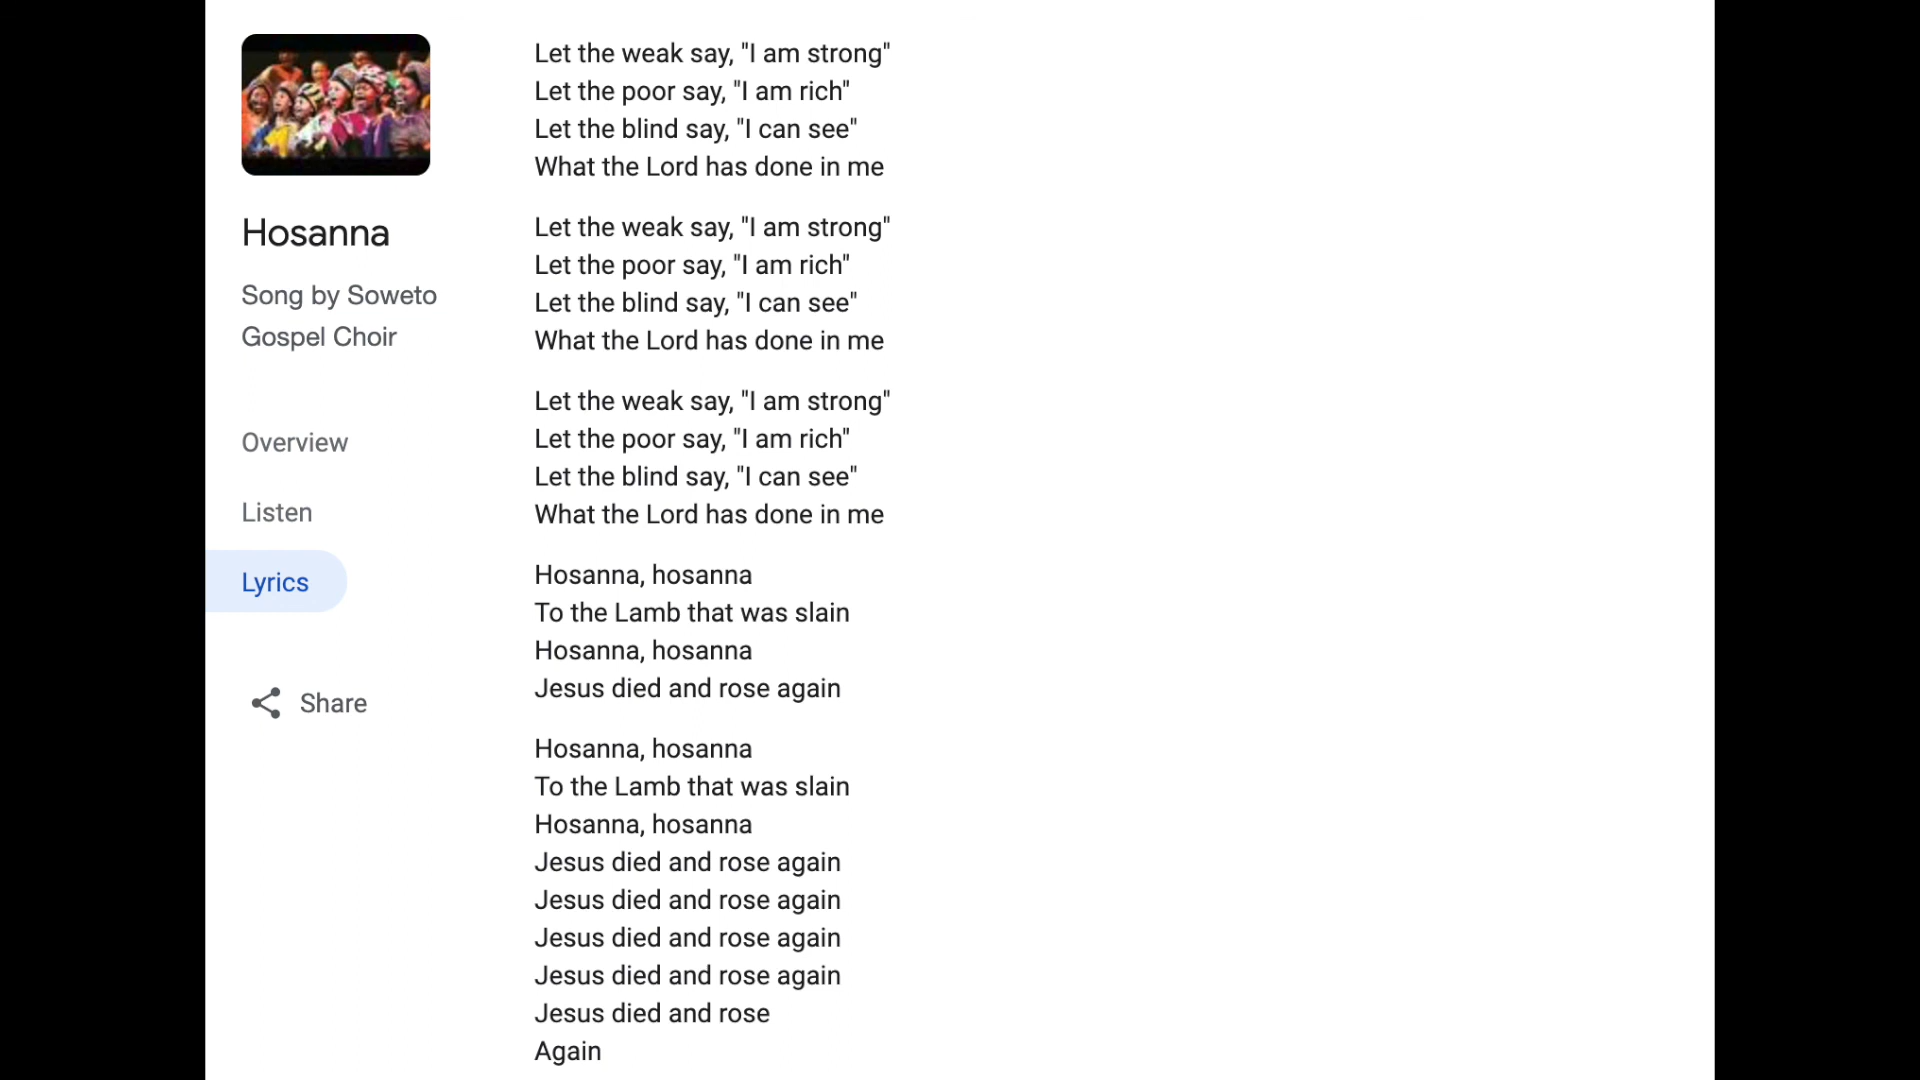 Hosanna
Song by Soweto
Gospel Choir
Overview
Listen
Lyrics
Share
Let the weak say, "I am strong"
Let the poor say, "I am rich"
Let the blind say, "I can see"
What the Lord has done in me
Let the weak say, "I am strong"
Let the poor say, "I am rich"
Let the blind say, "I can see"
What the Lord has done in me
Let the weak say, "I am strong"
Let the poor say, "I am rich"
Let the blind say, "I can see"
What the Lord has done in me
Hosanna, hosanna
To the Lamb that was slain
Hosanna, hosanna
Jesus died and rose again
Hosanna, hosanna
To the Lamb that was slain
Hosanna, hosanna
Jesus died and rose again
Jesus died and rose again
Jesus died and rose again
Jesus died and rose again
Jesus died and rose
Again